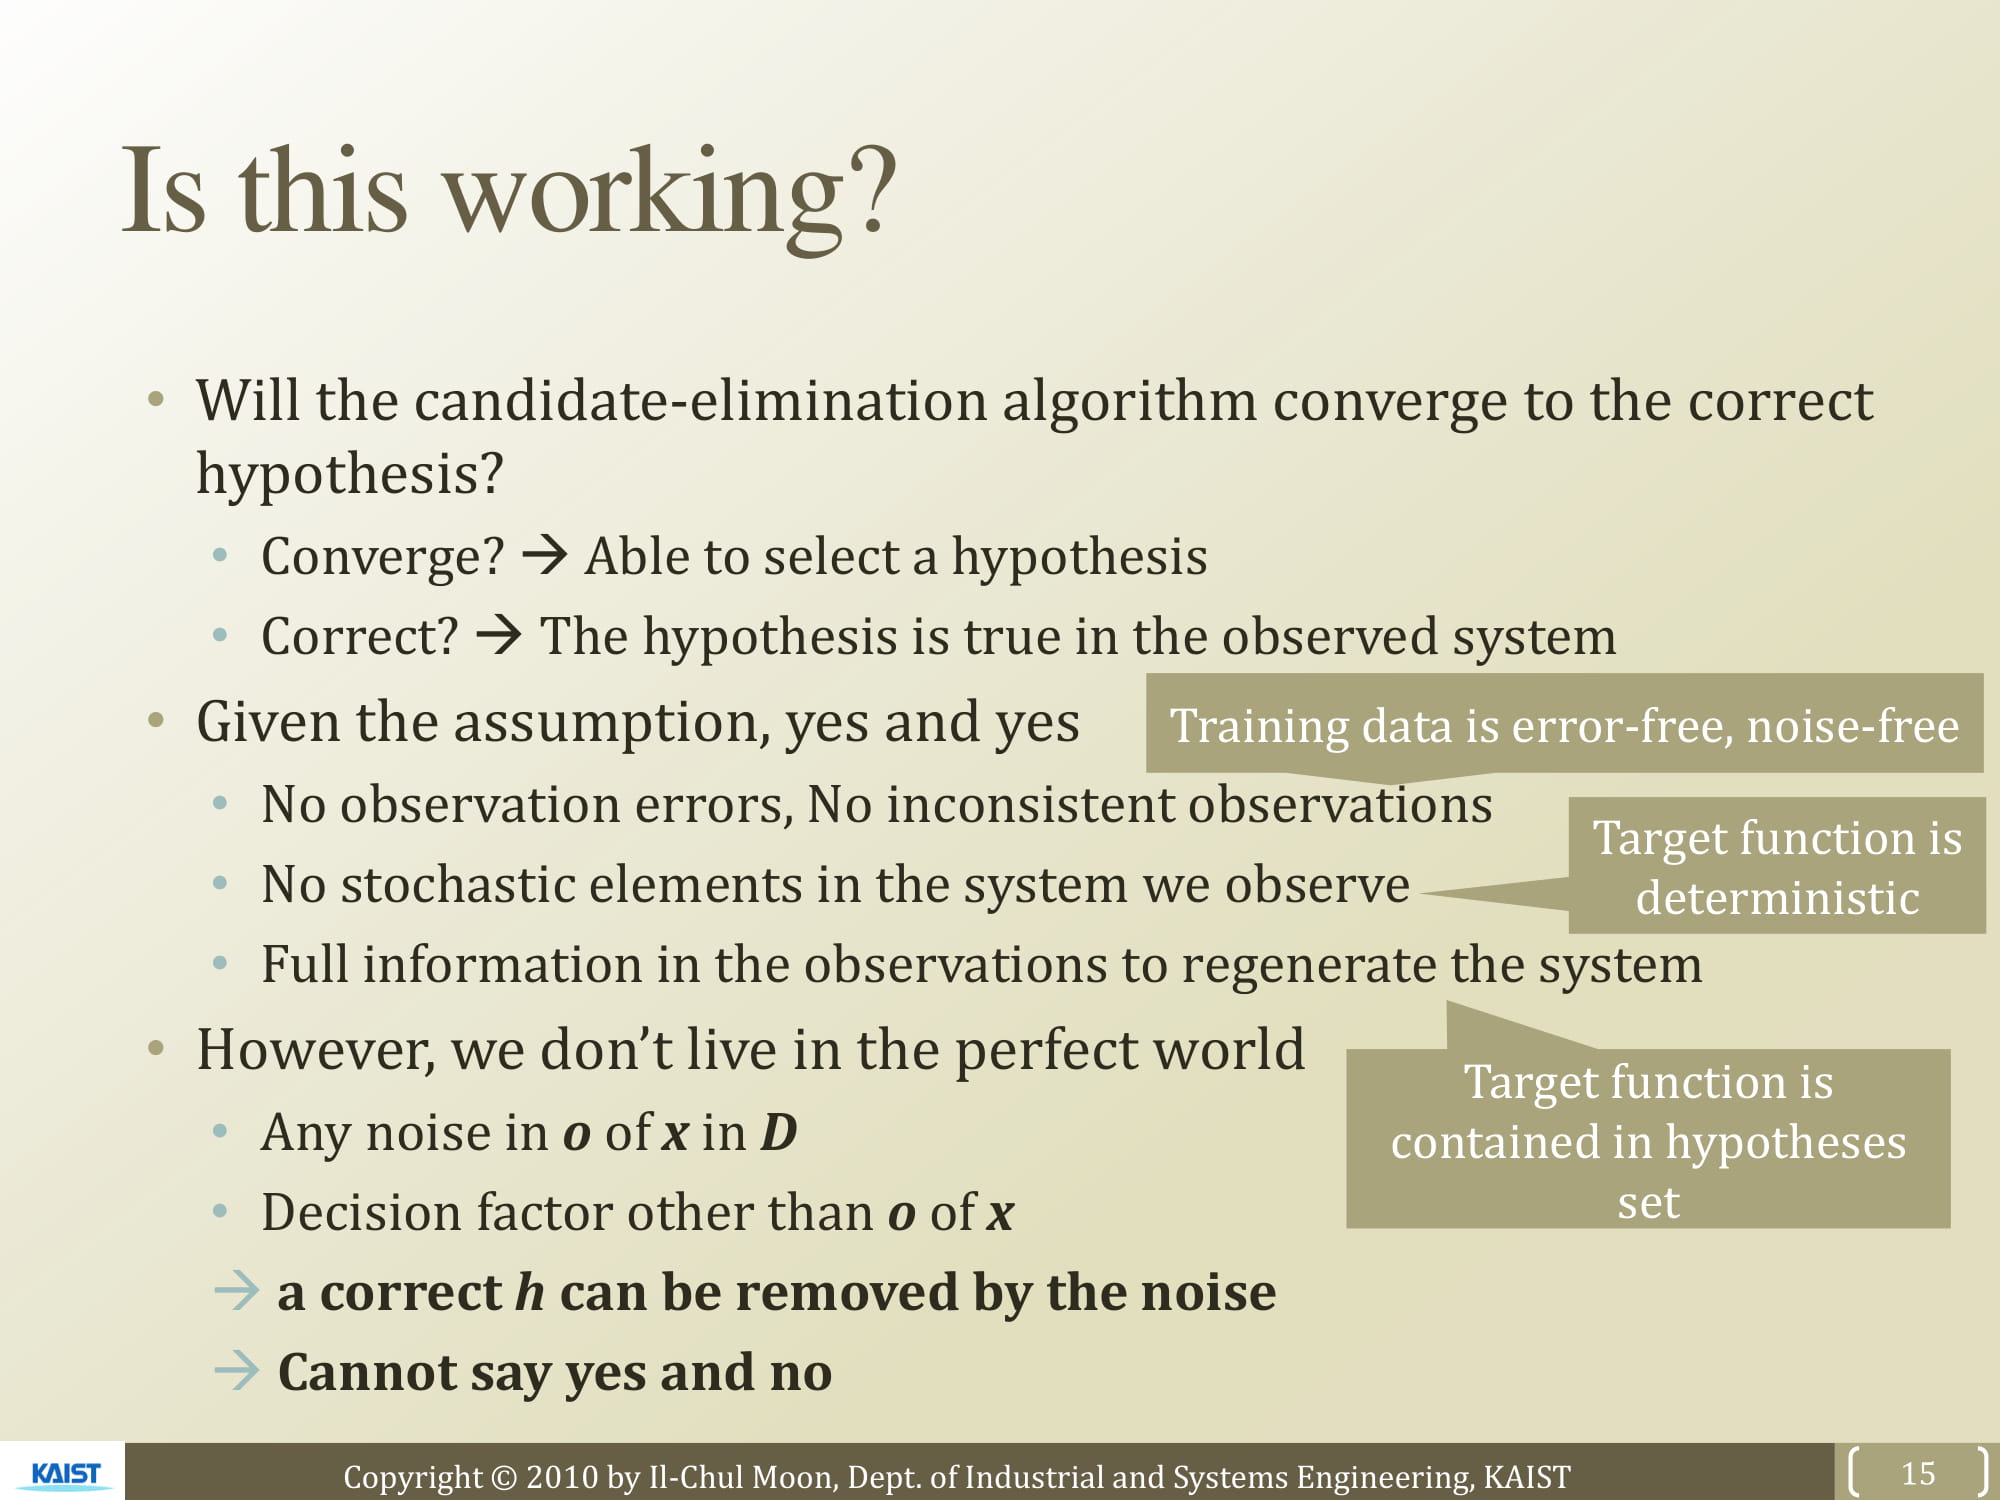 Is this working?
• Will the candidate-elimination algorithm converge to the correct
hypothesis?
• Converge? → Able to select a hypothesis
• Correct? → The hypothesis is true in the observed system
• Given the assumption, yes and yes
Training data is error-free, noise-free
• No observation errors, No inconsistent observations
• No stochastic elements in the system we observe
Target function is
deterministic
• Full information in the observations to regenerate the system
• However, we don’t live in the perfect world
Target function is
contained in hypotheses
set
• Any noise in o of x in D
• Decision factor other than o of x
→ a correct h can be removed by the noise
→ Cannot say yes and no
KAIST
Copyright © 2010 by Il-Chul Moon, Dept. of Industrial and Systems Engineering, KAIST
15